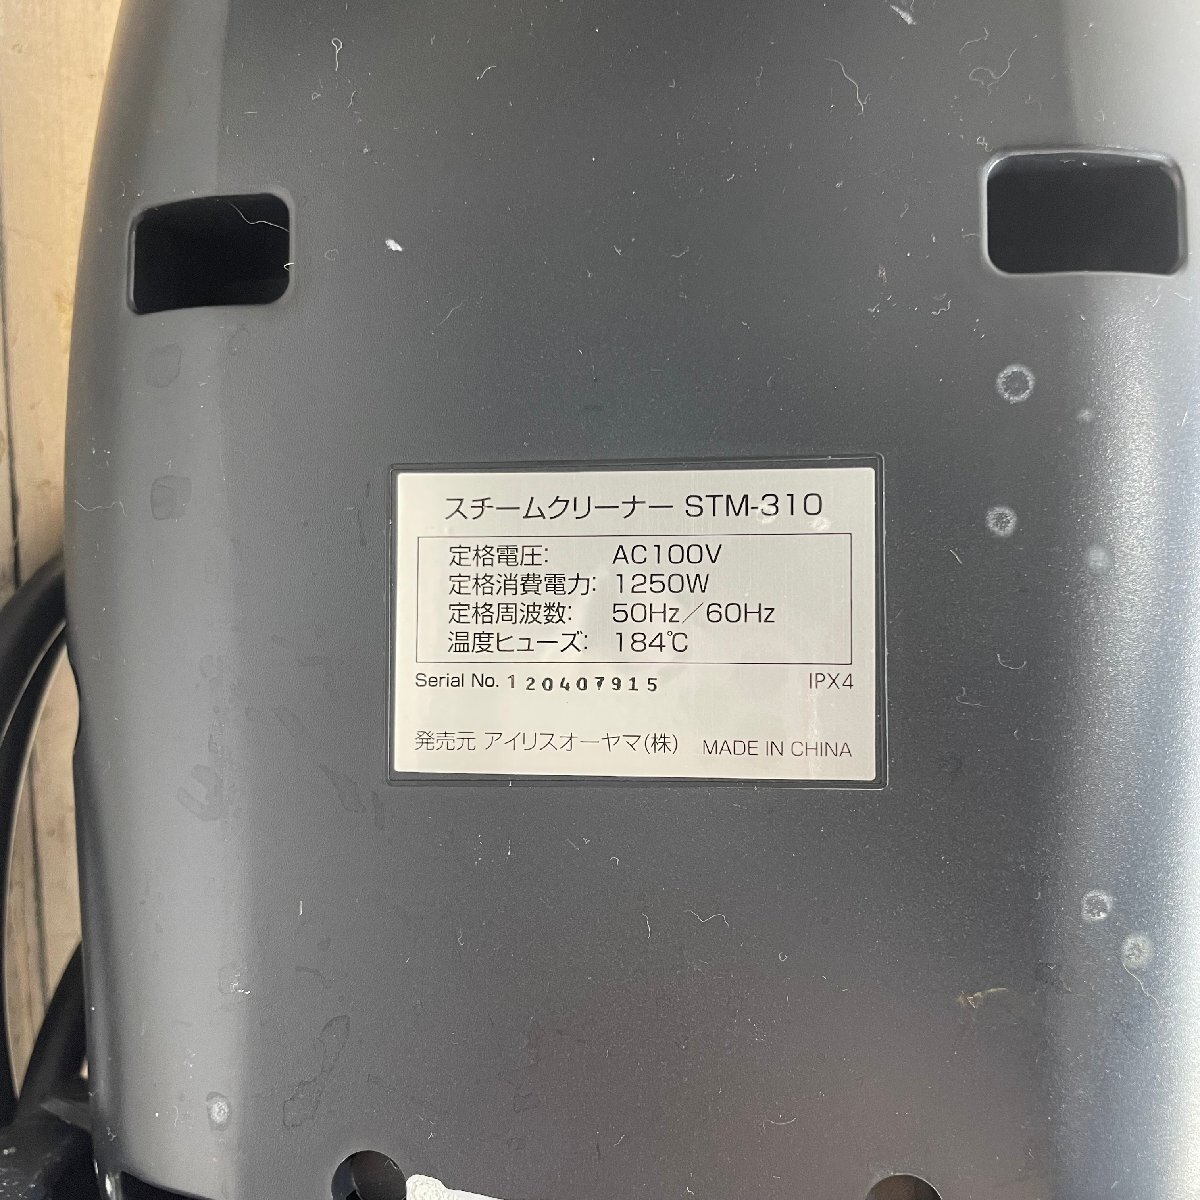 スチームクリーナー STM-310
定格電圧: AC100V
定格消費電力: 1250W
定格周波数: 50Hz／60Hz
温度ヒューズ: 184℃
Serial No. 120407915 IPX4
発売元 アイリスオーヤマ(株) MADE IN CHINA